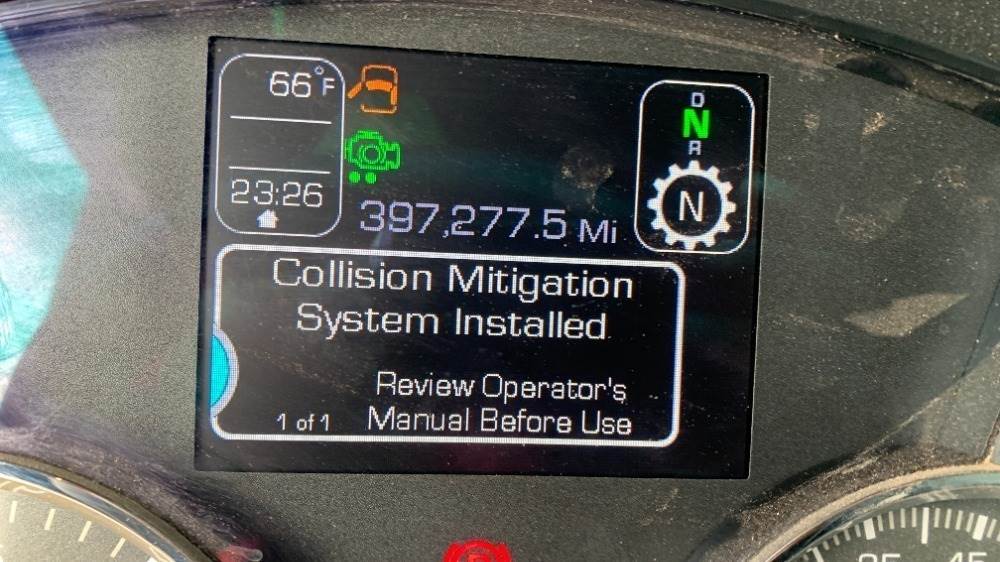 66°F
23:26
397,277.5 Mi
D
N
R
N
Collision Mitigation
System Installed
Review Operator's
1 of 1 Manual Before Use
45